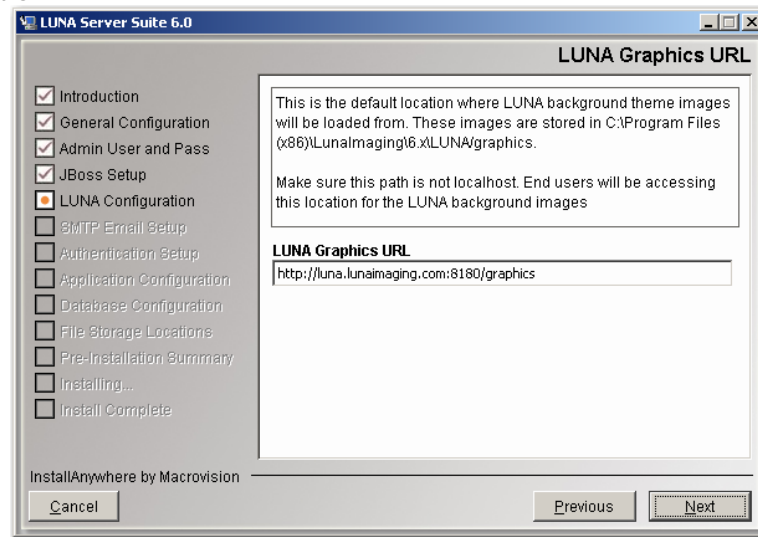 LUNA Server Suite 6.0
LUNA Graphics URL
Introduction
General Configuration
Admin User and Pass
JBoss Setup
LUNA Configuration
SMTP Email Setup
Authentication Setup
Application Configuration
Database Configuration
File Storage Locations
Pre-Installation Summary
Installing...
Install Complete
This is the default location where LUNA background theme images
will be loaded from. These images are stored in C:\Program Files
(x86)\LunaImaging\6.x\LUNA/graphics.
Make sure this path is not localhost. End users will be accessing
this location for the LUNA background images
LUNA Graphics URL
http://luna.lunaimaging.com:8180/graphics
InstallAnywhere by Macrovision
Cancel
Previous
Next